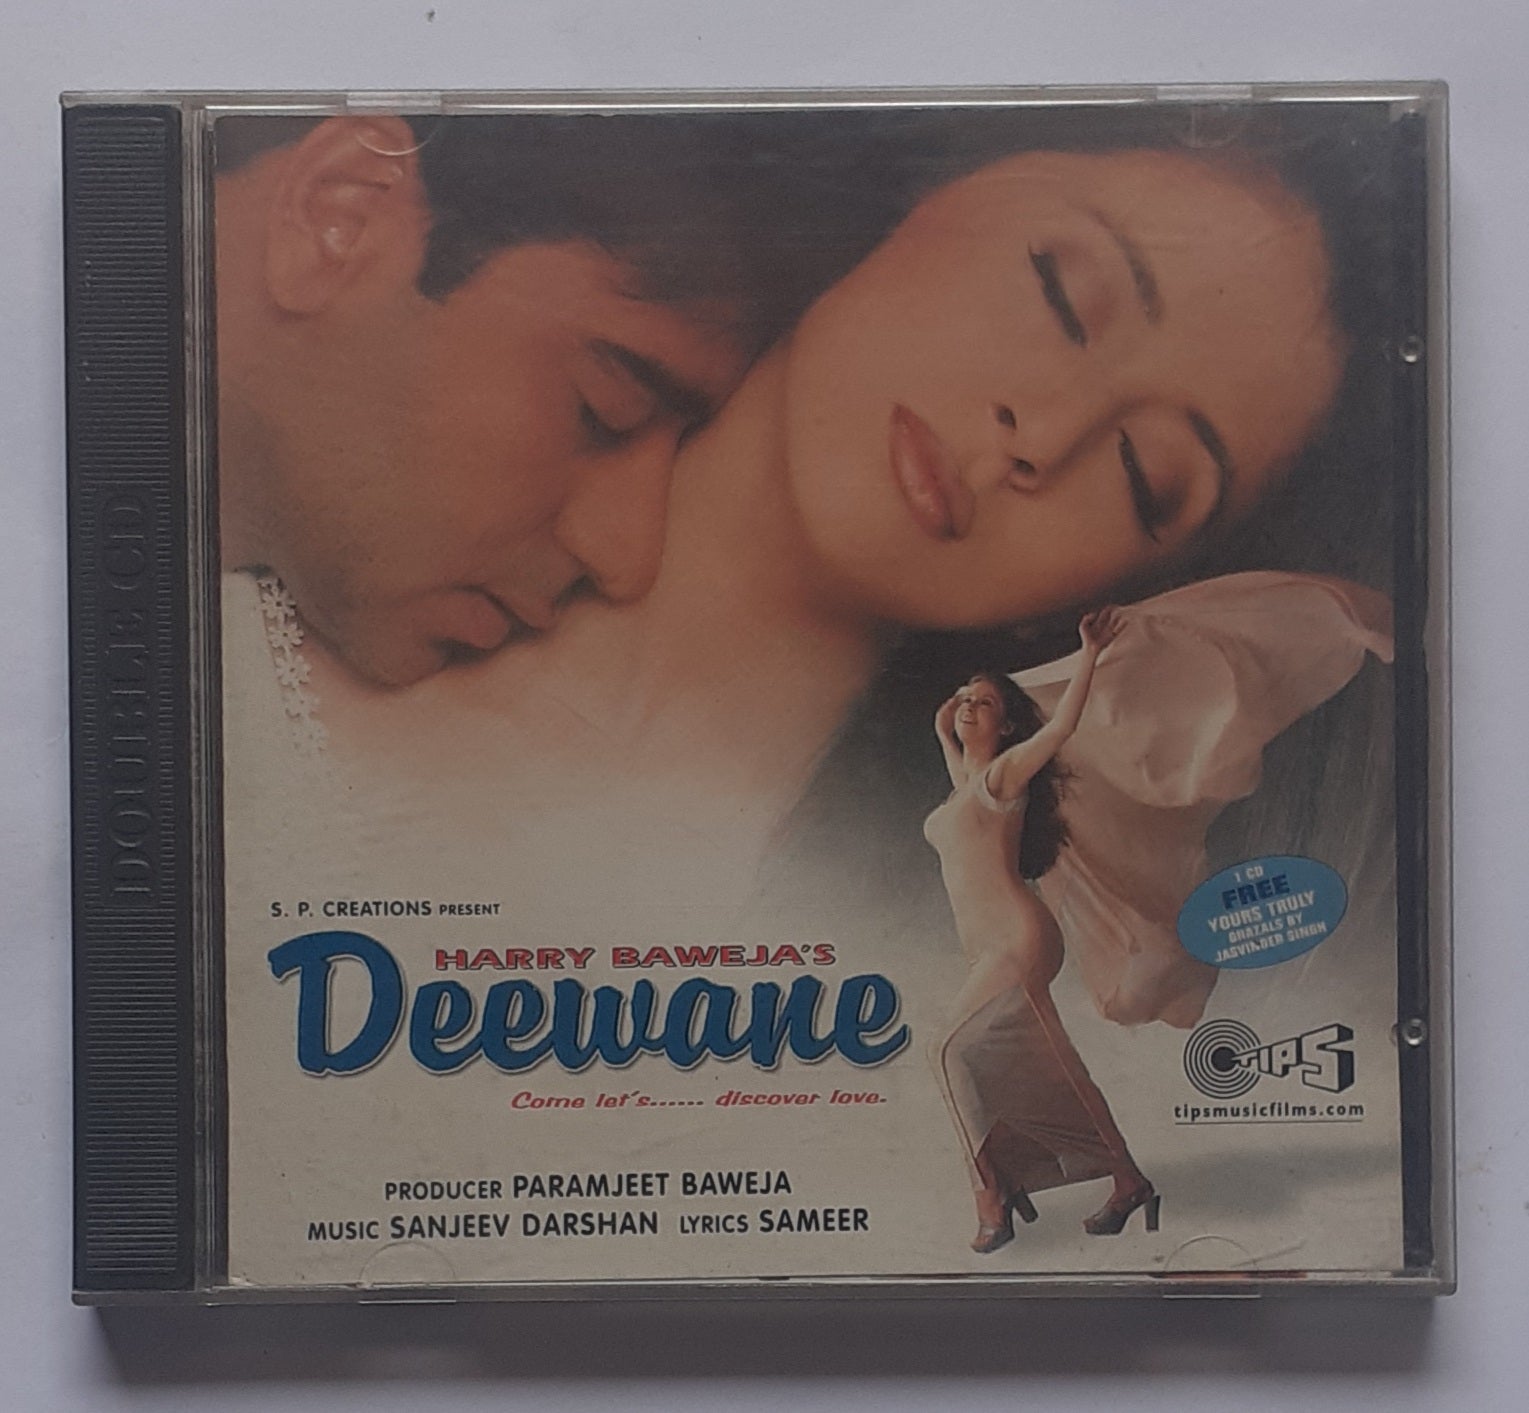 DOUBLE CD
S. P. CREATIONS PRESENT
HARRY BAWEJA'S
Deewane
Come let's...... discover love.
PRODUCER PARAMJEET BAWEJA
MUSIC SANJEEV DARSHAN LYRICS SAMEER
1 CD
FREE
YOURS TRULY
GHAZALS BY
JASVINDER SINGH
TIPS
tipsmusicfilms.com